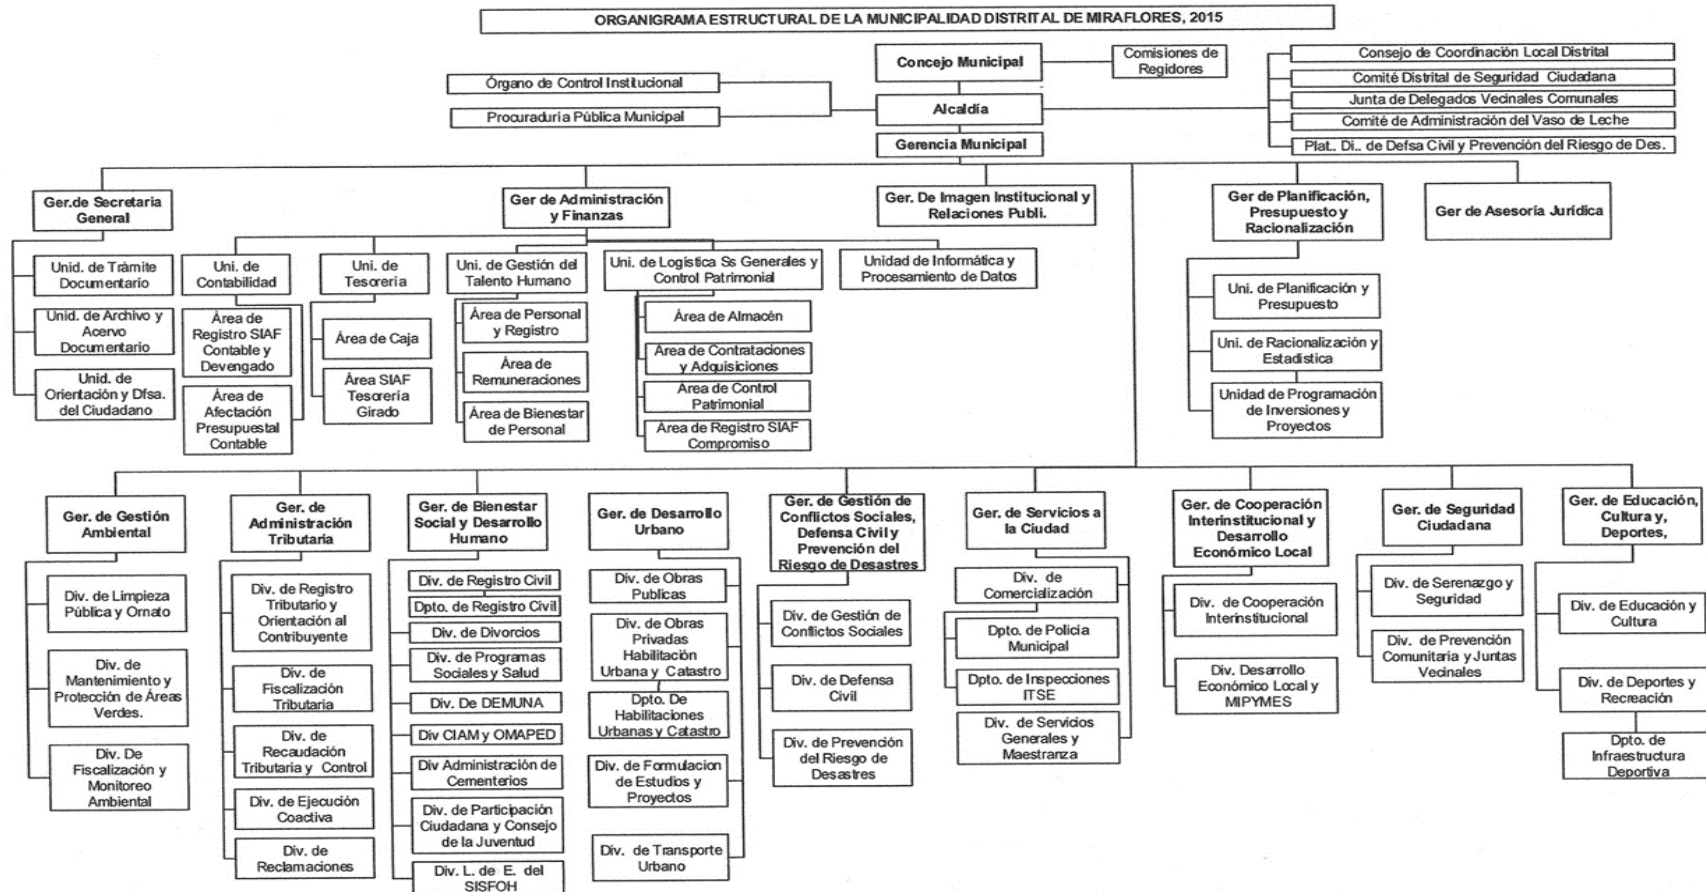 ORGANIGRAMA ESTRUCTURAL DE LA MUNICIPALIDAD DISTRITAL DE MIRAFLORES, 2015
Concejo Municipal
Comisiones de
Regidores
Órgano de Control Institucional
Procuraduría Pública Municipal
Alcaldía
Gerencia Municipal
Consejo de Coordinación Local Distrital
Comité Distrital de Seguridad Ciudadana
Junta de Delegados Vecinales Comunales
Comité de Administración del Vaso de Leche
Plat.. Di.. de Defsa Civil y Prevención del Riesgo de Des.
Ger.de Secretaria
General
Ger de Administración
y Finanzas
Ger. De Imagen Institucional y
Relaciones Publi.
Ger de Planificación,
Presupuesto y
Racionalización
Ger de Asesoría Jurídica
Unid. de Trámite
Documentario
Unid. de Archivo y
Acervo
Documentario
Unid. de
Orientación y Dfsa.
del Ciudadano
Uni. de
Contabilidad
Área de
Registro SIAF
Contable y
Devengado
Área de
Afectación
Presupuestal
Contable
Uni. de
Tesorería
Área de Caja
Área SIAF
Tesorería
Girado
Uni. de Gestión del
Talento Humano
Área de Personal
y Registro
Área de
Remuneraciones
Área de Bienestar
de Personal
Uni. de Logística Ss Generales y
Control Patrimonial
Área de Almacén
Área de Contrataciones
y Adquisiciones
Área de Control
Patrimonial
Área de Registro SIAF
Compromiso
Unidad de Informática y
Procesamiento de Datos
Uni. de Planificación y
Presupuesto
Uni. de Racionalización y
Estadística
Unidad de Programación
de Inversiones y
Proyectos
Ger. de Gestión
Ambiental
Div. de Limpieza
Pública y Ornato
Div. de
Mantenimiento y
Protección de Áreas
Verdes.
Div. De
Fiscalización y
Monitoreo
Ambiental
Ger. de
Administración
Tributaria
Div. de Registro
Tributario y
Orientación al
Contribuyente
Div. de
Fiscalización
Tributaria
Div. de
Recaudación
Tributaria y Control
Div. de Ejecución
Coactiva
Div. de
Reclamaciones
Ger. de Bienestar
Social y Desarrollo
Humano
Div. de Registro Civil
Dpto. de Registro Civil
Div. de Divorcios
Div. de Programas
Sociales y Salud
Div. De DEMUNA
Div CIAM y OMAPED
Div Administración de
Cementerios
Div. de Participación
Ciudadana y Consejo
de la Juventud
Div. L. de E. del
SISFOH
Ger. de Desarrollo
Urbano
Div. de Obras
Publicas
Div. de Obras
Privadas
Habilitación
Urbana y Catastro
Dpto. De
Habilitaciones
Urbanas y Catastro
Div. de Formulacion
de Estudios y
Proyectos
Div. de Transporte
Urbano
Ger. de Gestión de
Conflictos Sociales,
Defensa Civil y
Prevención del
Riesgo de Desastres
Div. de Gestión de
Conflictos Sociales
Div. de Defensa
Civil
Div. de Prevención
del Riesgo de
Desastres
Ger. de Servicios a
la Ciudad
Div. de
Comercialización
Dpto. de Policía
Municipal
Dpto. de Inspecciones
ITSE
Div. de Servicios
Generales y
Maestranza
Ger. de Cooperación
Interinstitucional y
Desarrollo
Económico Local
Div. de Cooperación
Interinstitucional
Div. Desarrollo
Económico Local y
MIPYMES
Ger. de Seguridad
Ciudadana
Div. de Serenazgo y
Seguridad
Div. de Prevención
Comunitaria y Juntas
Vecinales
Ger. de Educación,
Cultura y,
Deportes,
Div. de Educación y
Cultura
Div. de Deportes y
Recreación
Dpto. de
Infraestructura
Deportiva